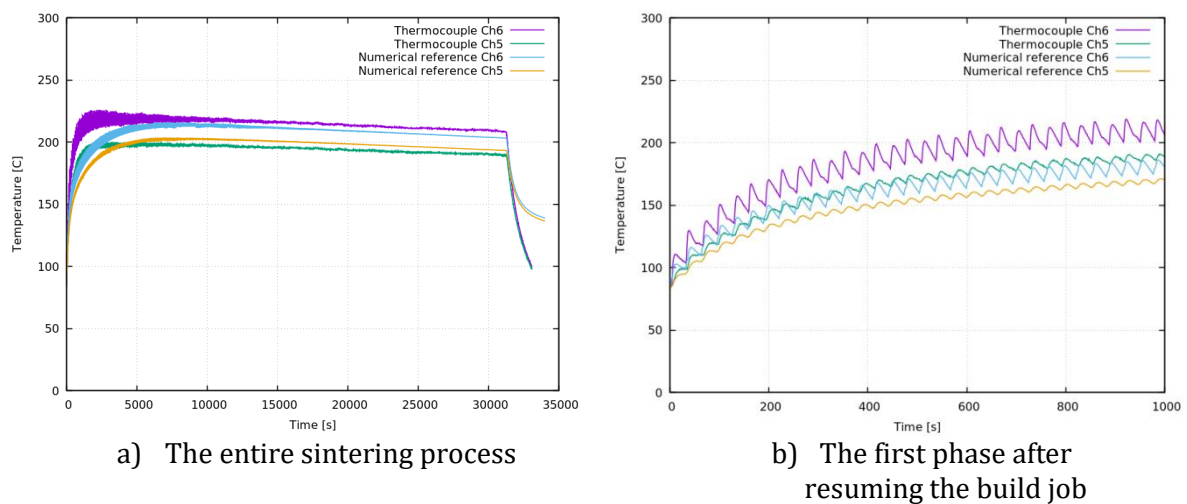 300
250
200
150
100
50
0
Temperature [C]
Thermocouple Ch6
Thermocouple Ch5
Numerical reference Ch6
Numerical reference Ch5
0 5000 10000 15000 20000 25000 30000 35000
Time [s]
a) The entire sintering process
300
250
200
150
100
50
0
Temperature [C]
Thermocouple Ch6
Thermocouple Ch5
Numerical reference Ch6
Numerical reference Ch5
0 200 400 600 800 1000
Time [s]
b) The first phase after
resuming the build job